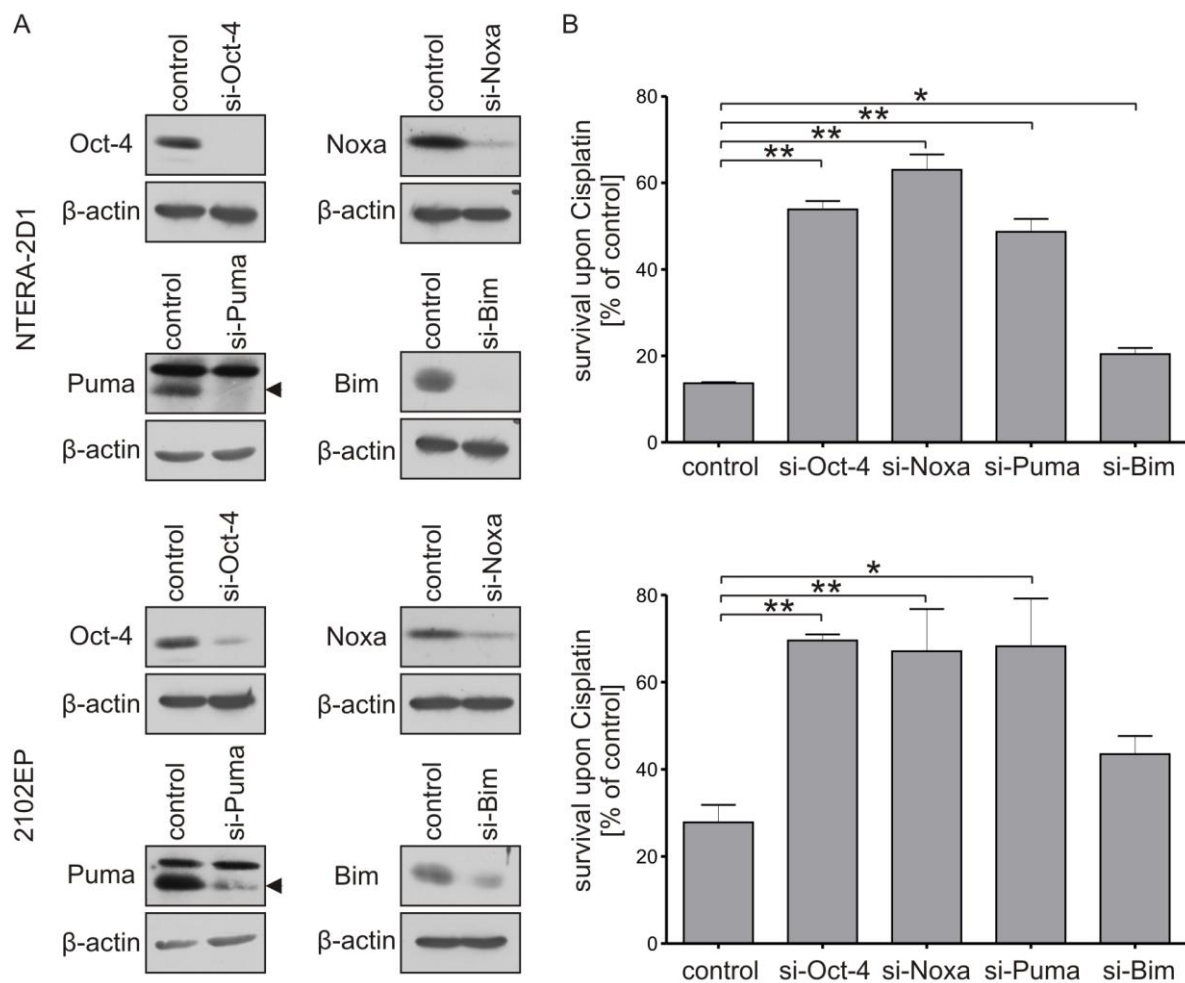 A
control
si-Oct-4
Oct-4
β-actin
control
si-Noxa
Noxa
β-actin
NTERA-2D1
control
si-Puma
Puma
β-actin
control
si-Bim
Bim
β-actin
control
si-Oct-4
Oct-4
β-actin
control
si-Noxa
Noxa
β-actin
2102EP
control
si-Puma
Puma
β-actin
control
si-Bim
Bim
β-actin
B
survival upon Cisplatin
[% of control]
80
60
40
20
0
*
**
**
**
control si-Oct-4 si-Noxa si-Puma si-Bim
survival upon Cisplatin
[% of control]
80
60
40
20
0
*
**
**
control si-Oct-4 si-Noxa si-Puma si-Bim